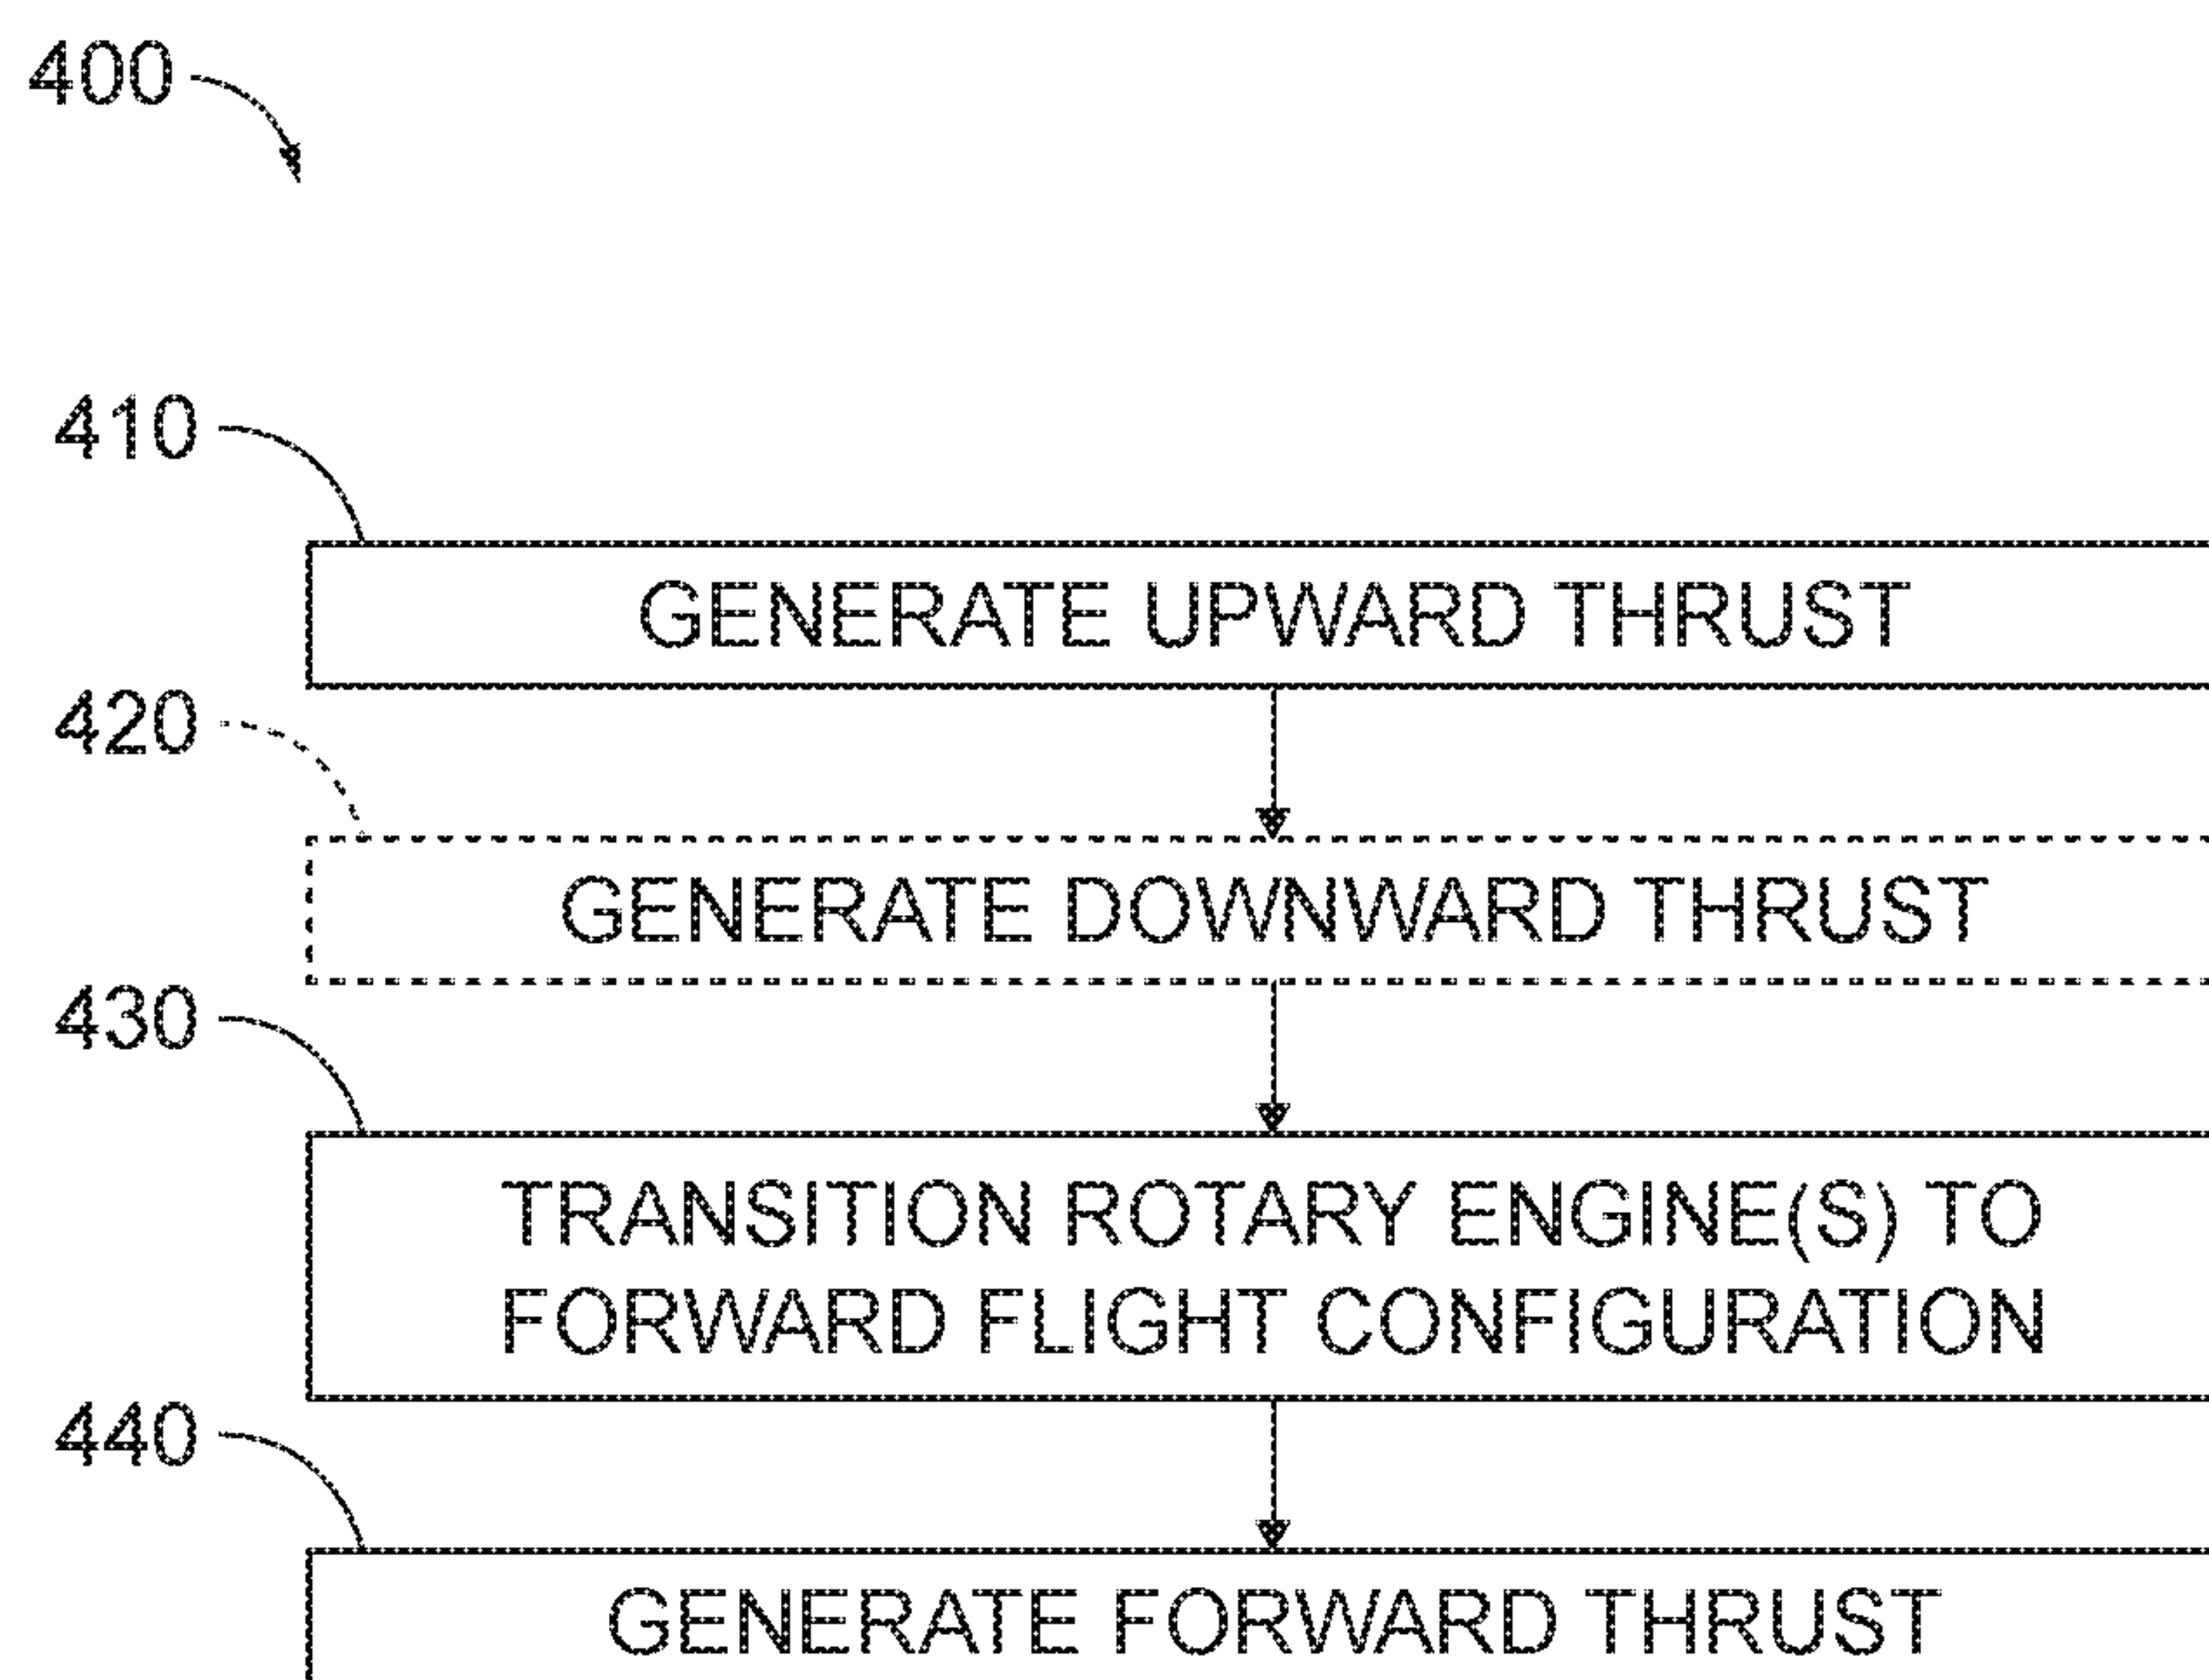 400
410
GENERATE UPWARD THRUST
420
GENERATE DOWNWARD THRUST
430
TRANSITION ROTARY ENGINE(S) TO
FORWARD FLIGHT CONFIGURATION
440
GENERATE FORWARD THRUST